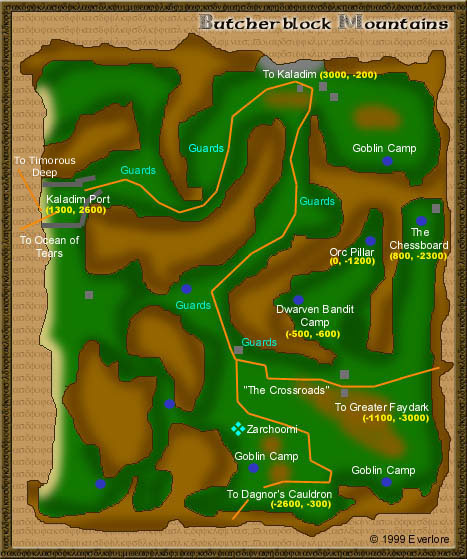 Butcherblock Mountains
To Kaladim (3000, -200)
Guards
Goblin Camp
To Timorous
Deep
Guards
Kaladim Port
(1300, 2600)
Guards
The
Chessboard
(800, -2300)
To Ocean of
Tears
Orc Pillar
(0, -1200)
Guards
Dwarven Bandit
Camp
(-500, -600)
Guards
"The Crossroads"
To Greater Faydark
(-1100, -3000)
Zarchoomi
Goblin Camp
Goblin Camp
To Dagnor's Cauldron
(-2600, -300)
© 1999 Everlore